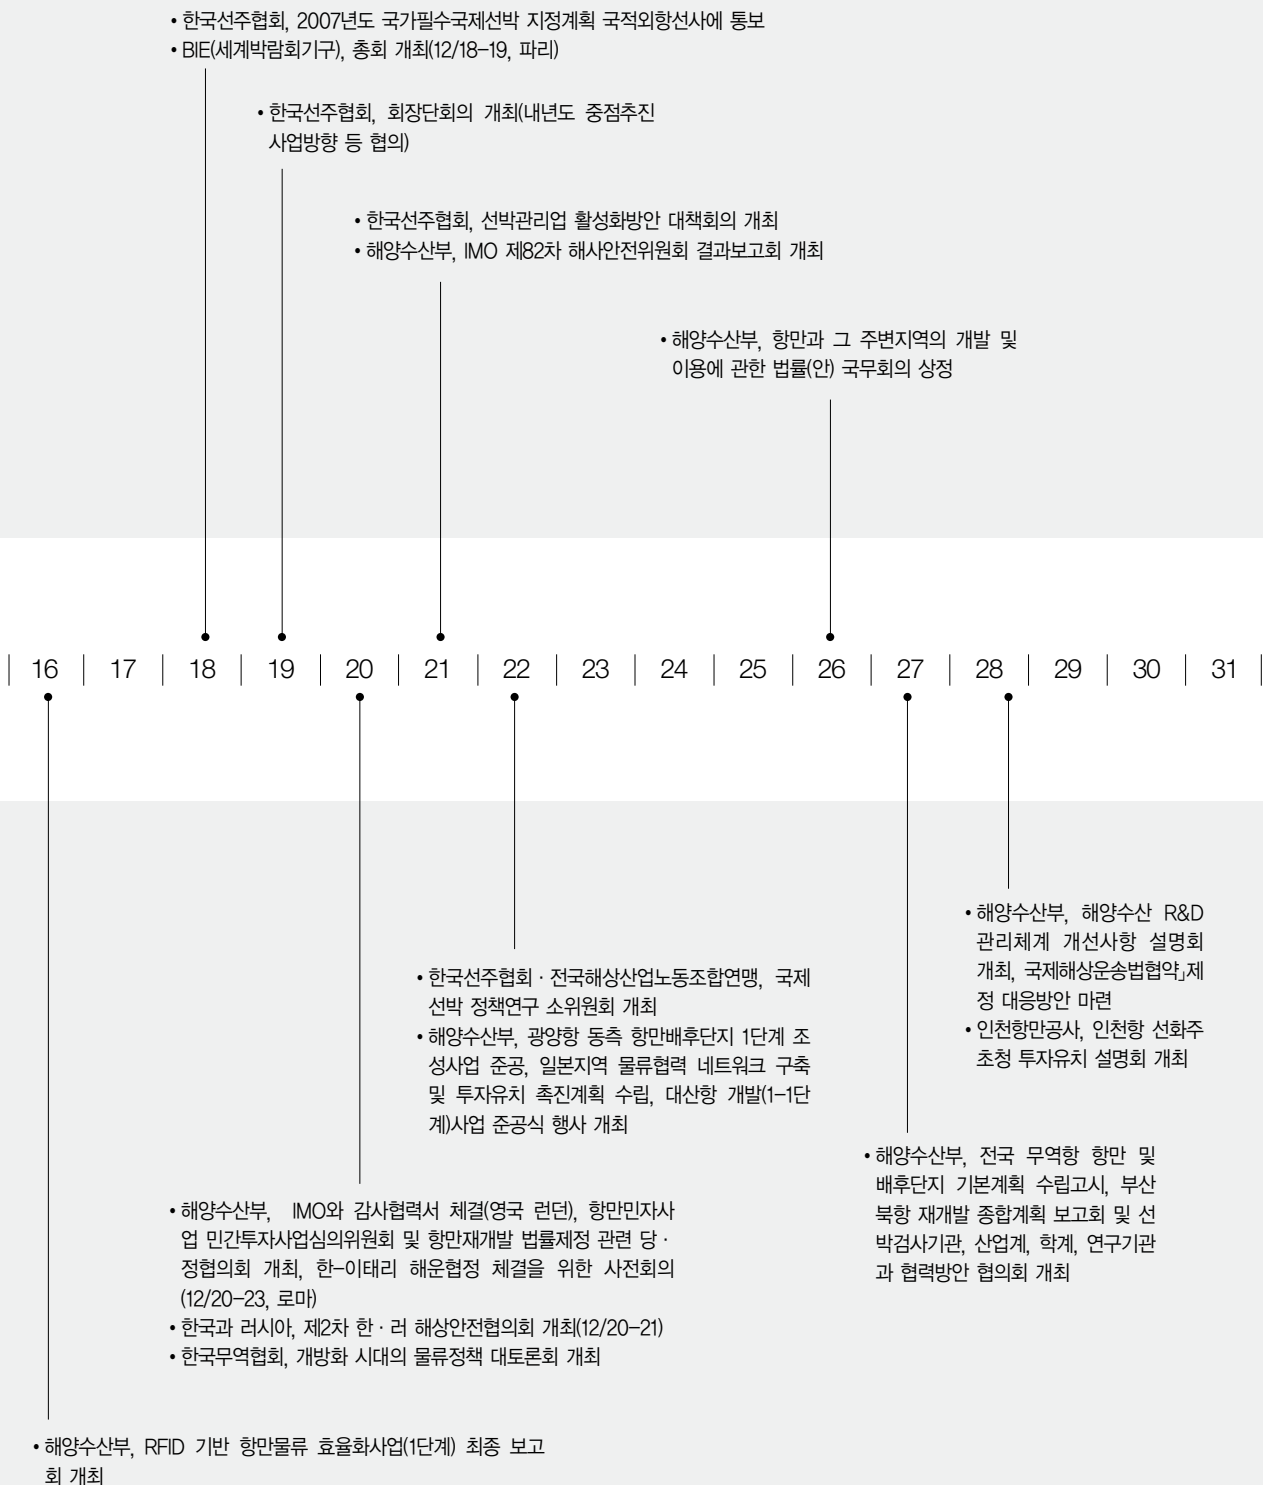 • 한국선주협회, 2007년도 국가필수국제선박 지정계획 국적외항선사에 통보
• BIE(세계박람회기구), 총회 개최(12/18-19, 파리)
• 한국선주협회, 회장단회의 개최(내년도 중점추진
사업방향 등 협의)
• 한국선주협회, 선박관리업 활성화방안 대책회의 개최
• 해양수산부, IMO 제82차 해사안전위원회 결과보고회 개최
• 해양수산부, 항만과 그 주변지역의 개발 및
이용에 관한 법률(안) 국무회의 상정
16 17 18 19 20 21 22 23 24 25 26 27 28 29 30 31
• 해양수산부, 해양수산 R&D
관리체계 개선사항 설명회
개최, 국제해상운송법협약」제
정 대응방안 마련
• 인천항만공사, 인천항 선화주
초청 투자유치 설명회 개최
• 한국선주협회 · 전국해상산업노동조합연맹, 국제
선박 정책연구 소위원회 개최
• 해양수산부, 광양항 동측 항만배후단지 1단계 조
성사업 준공, 일본지역 물류협력 네트워크 구축
및 투자유치 촉진계획 수립, 대산항 개발(1-1단
계)사업 준공식 행사 개최
• 해양수산부, 전국 무역항 항만 및
배후단지 기본계획 수립고시, 부산
북항 재개발 종합계획 보고회 및 선
박검사기관, 산업계, 학계, 연구기관
과 협력방안 협의회 개최
• 해양수산부, IMO와 감사협력서 체결(영국 런던), 항만민자사
업 민간투자사업심의위원회 및 항만재개발 법률제정 관련 당 ·
정협의회 개최, 한-이태리 해운협정 체결을 위한 사전회의
(12/20-23, 로마)
• 한국과 러시아, 제2차 한 · 러 해상안전협의회 개최(12/20-21)
• 한국무역협회, 개방화 시대의 물류정책 대토론회 개최
• 해양수산부, RFID 기반 항만물류 효율화사업(1단계) 최종 보고
회 개최